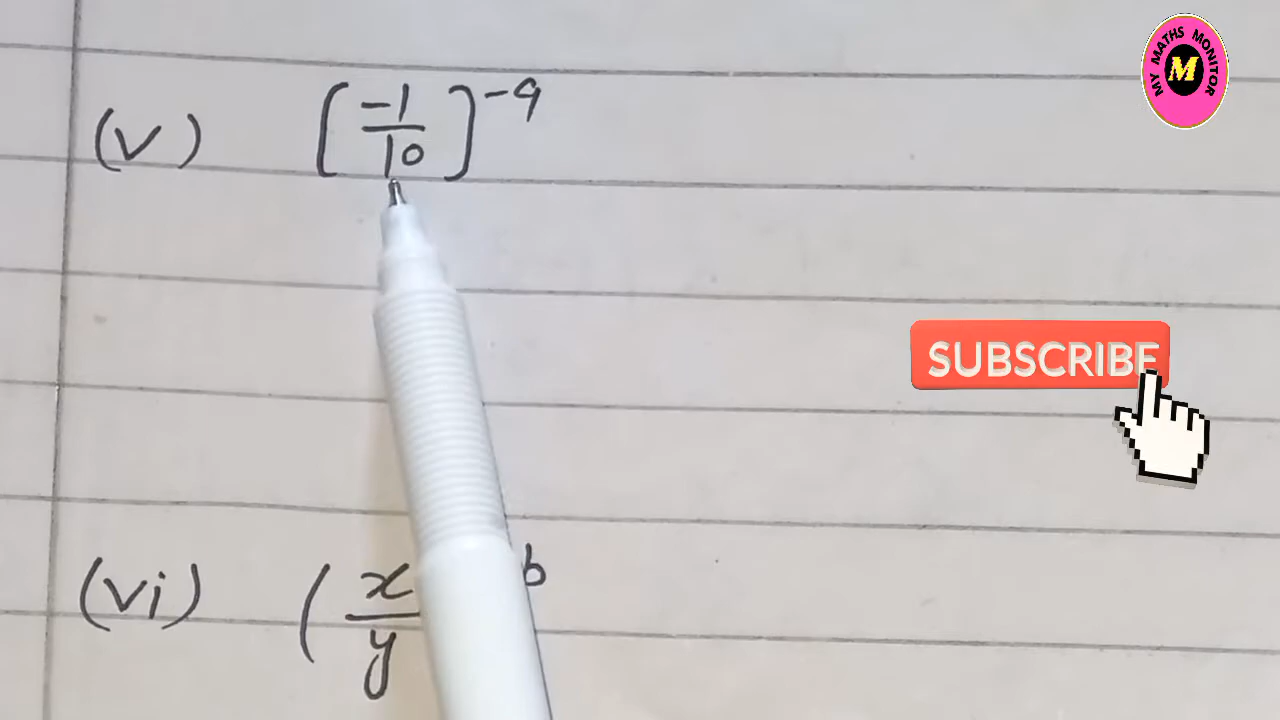 MY MATHS MONITOR
M
(v) [-1/10]^-9
SUBSCRIBE
(vi) (x/y b